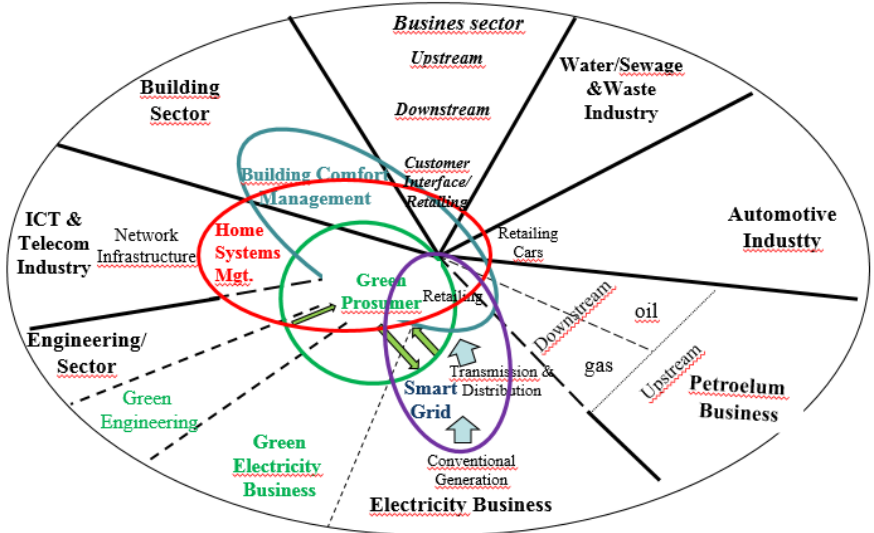 Busines sector
Upstream
Downstream
Customer
Interface/
Retailing
Building
Sector
Water/Sewage
&Waste
Industry
Building Comfort
Management
ICT &
Telecom
Industry
Network
Infrastructure
Home
Systems
Mgt.
Retailing
Cars
Automotive
Industty
Green
Prosumer
Retailing
Downstream
oil
gas
Upstream
Petroelum
Business
Engineering/
Sector
Green
Engineering
Transmission &
Distribution
Smart
Grid
Green
Electricity
Business
Conventional
Generation
Electricity Business